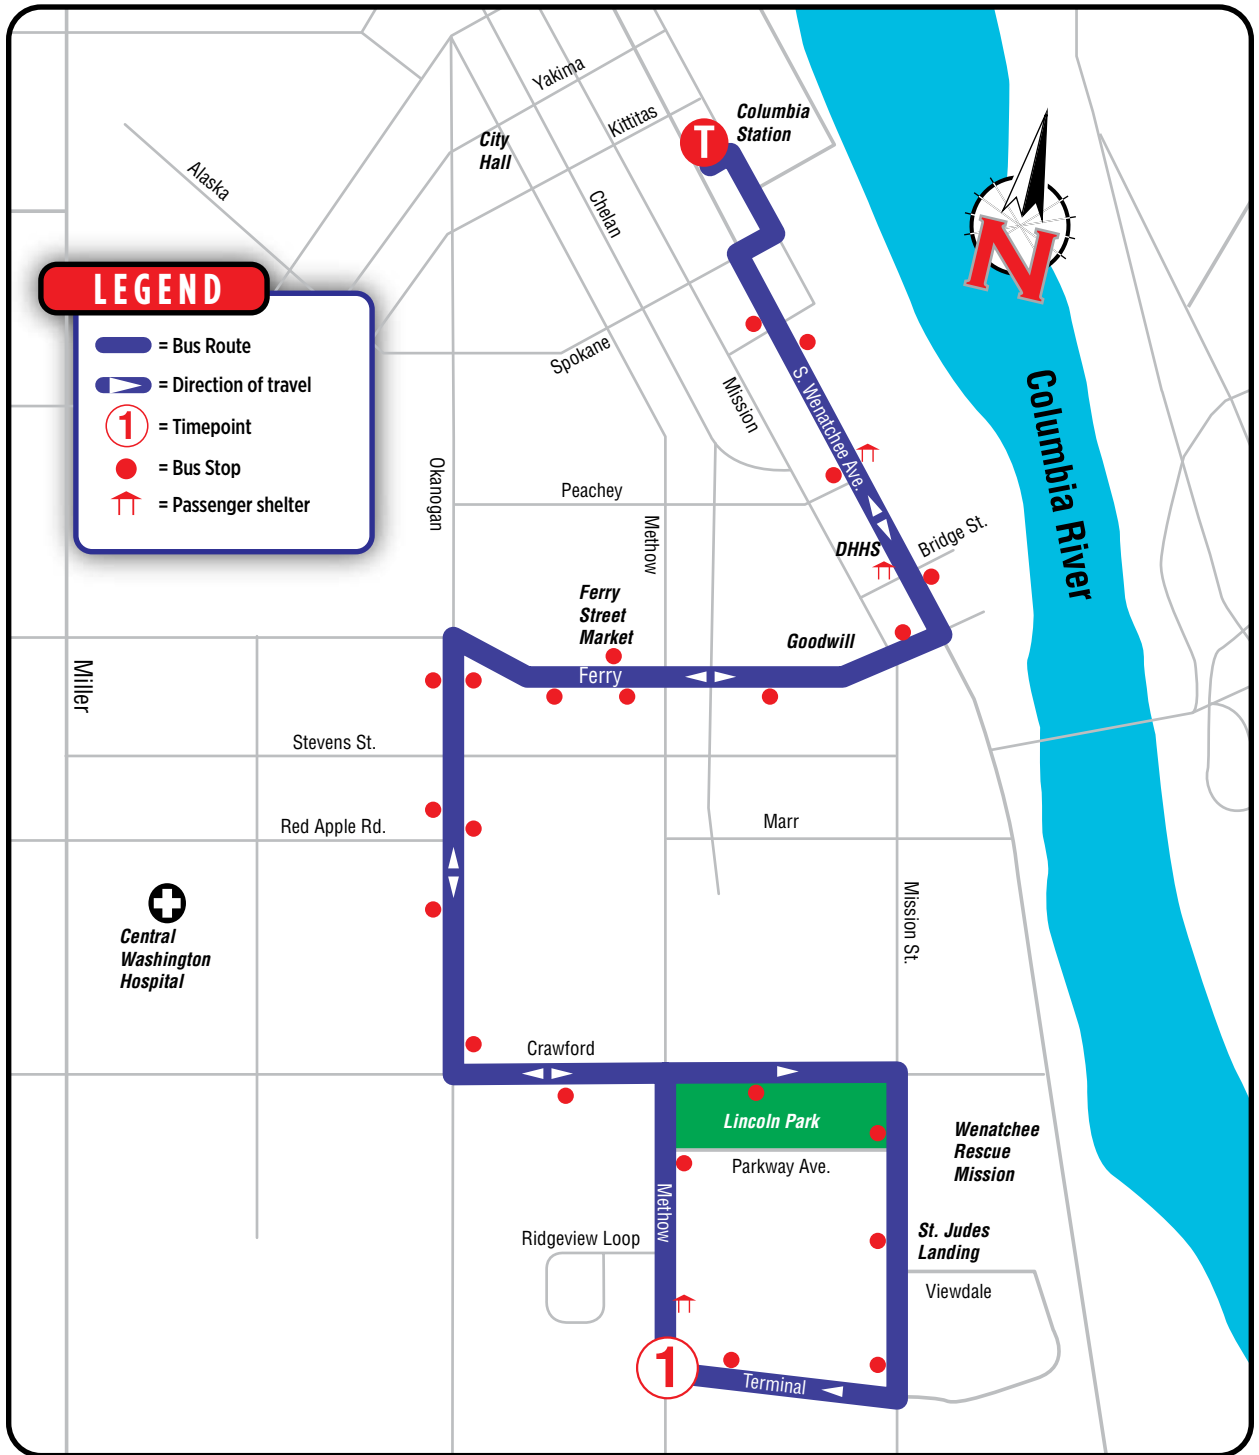 Yakima
Kittitas
Columbia
Station
T
City
Hall
Alaska
Chelan
N
LEGEND
= Bus Route
= Direction of travel
1
= Timepoint
= Bus Stop
= Passenger shelter
Spokane
Mission
S. Wenatchee Ave.
Columbia River
Okanogan
Peachey
Methow
DHHS
Bridge St.
Ferry
Street
Market
Goodwill
Miller
Ferry
Stevens St.
Red Apple Rd.
Marr
Mission St.
Central
Washington
Hospital
Crawford
Lincoln Park
Wenatchee
Rescue
Mission
Parkway Ave.
Methow
Ridgeview Loop
St. Judes
Landing
Viewdale
1
Terminal